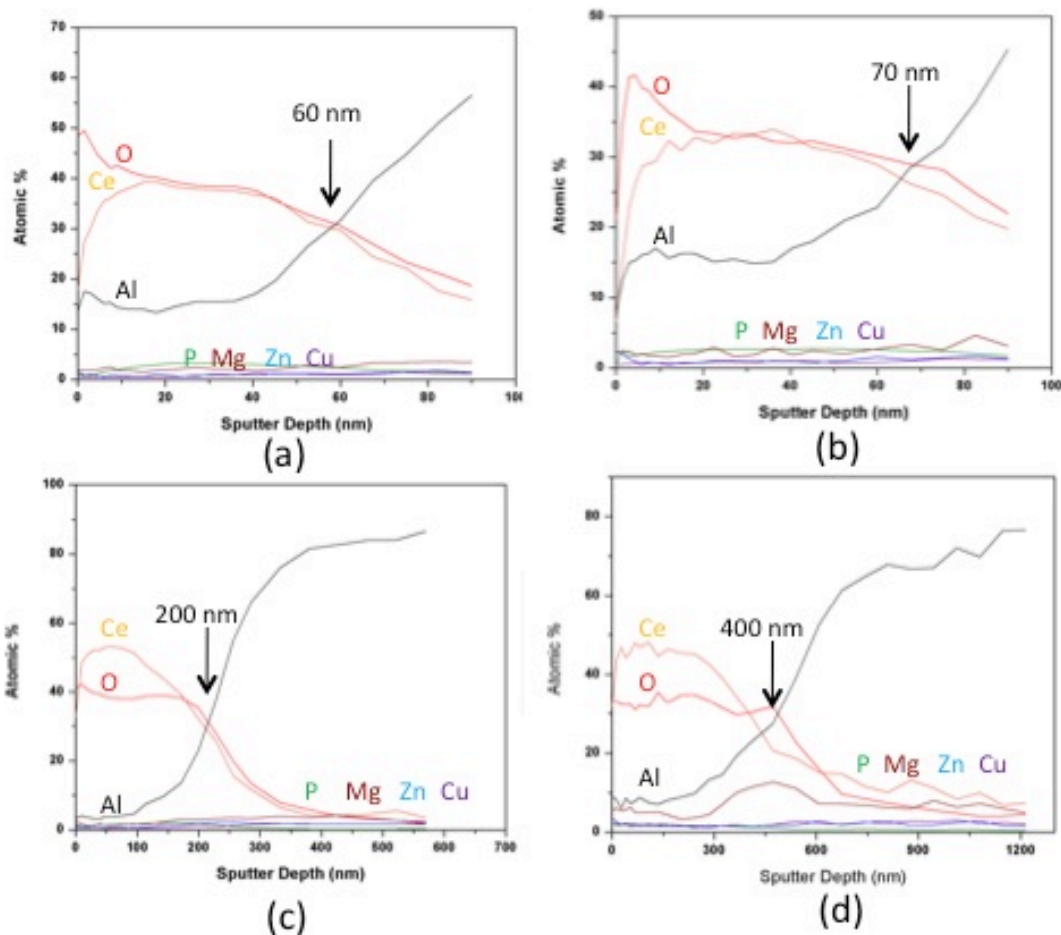 70
60
50
40
30
20
10
0
Atomic %
O
Ce
Al
60 nm
P Mg Zn Cu
0 20 40 60 80 100
Sputter Depth (nm)
(a)
50
40
30
20
10
0
Atomic %
O
Ce
Al
70 nm
P Mg Zn Cu
0 20 40 60 80 100
Sputter Depth (nm)
(b)
100
80
60
40
20
0
Atomic %
Ce
O
Al
200 nm
P Mg Zn Cu
0 100 200 300 400 500 600 700
Sputter Depth (nm)
(c)
80
60
40
20
0
Atomic %
Ce
O
Al
400 nm
P Mg Zn Cu
0 300 600 900 1200
Sputter Depth (nm)
(d)